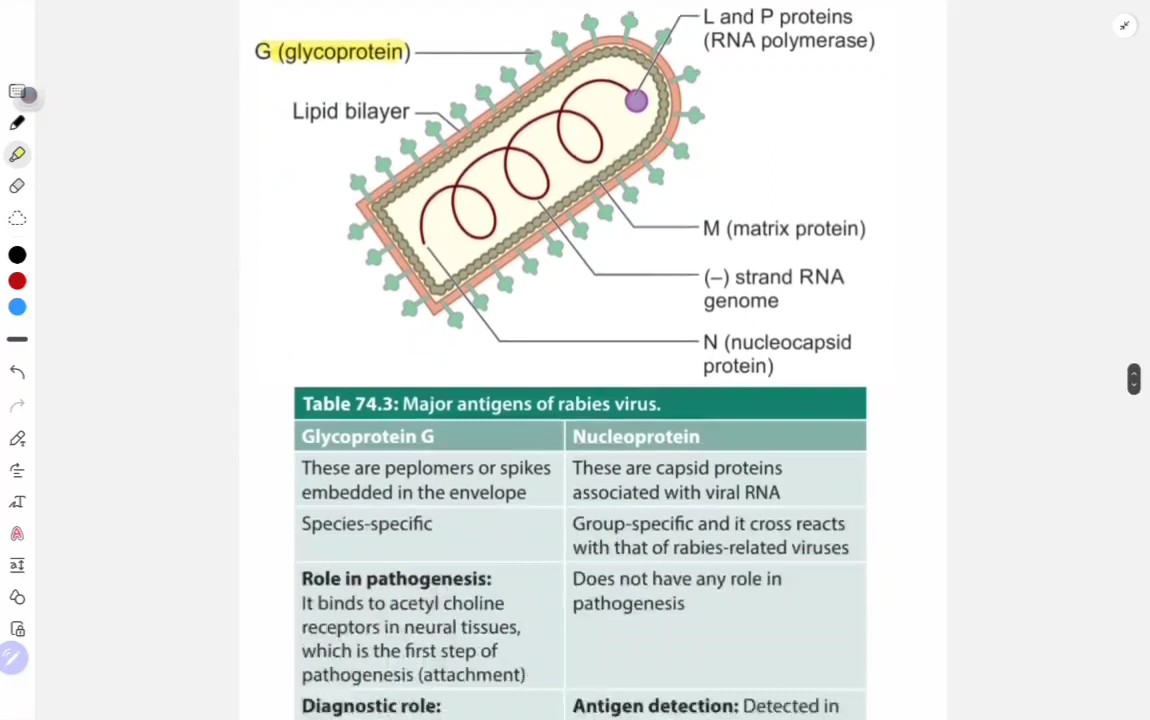 L and P proteins
G (glycoprotein)
(RNA polymerase)
Lipid bilayer
M (matrix protein)
(–) strand RNA
genome
N (nucleocapsid
protein)
Table 74.3: Major antigens of rabies virus.
Glycoprotein G
Nucleoprotein
These are peplomers or spikes
embedded in the envelope
These are capsid proteins
associated with viral RNA
Species-specific
Group-specific and it cross reacts
with that of rabies-related viruses
Role in pathogenesis:
It binds to acetyl choline
receptors in neural tissues,
which is the first step of
pathogenesis (attachment)
Does not have any role in
pathogenesis
Diagnostic role:
Antigen detection: Detected in